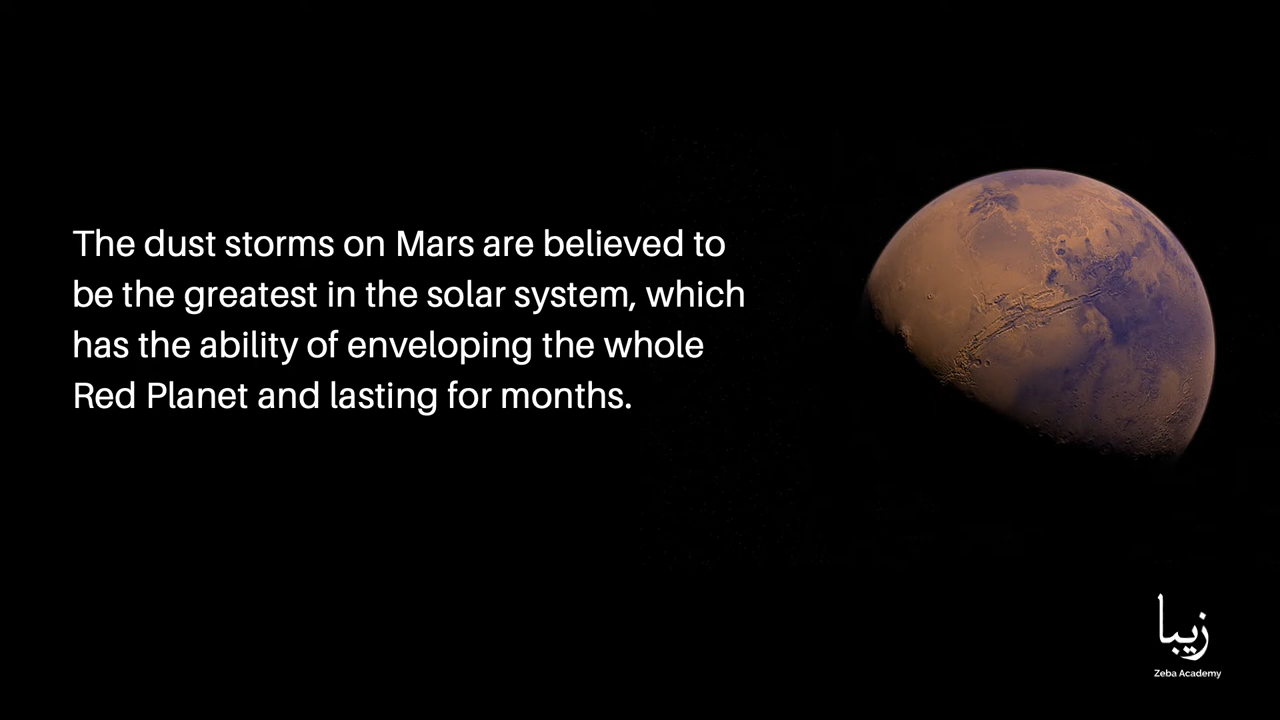 The dust storms on Mars are believed to
be the greatest in the solar system, which
has the ability of enveloping the whole
Red Planet and lasting for months.
زیبا
Zeba Academy